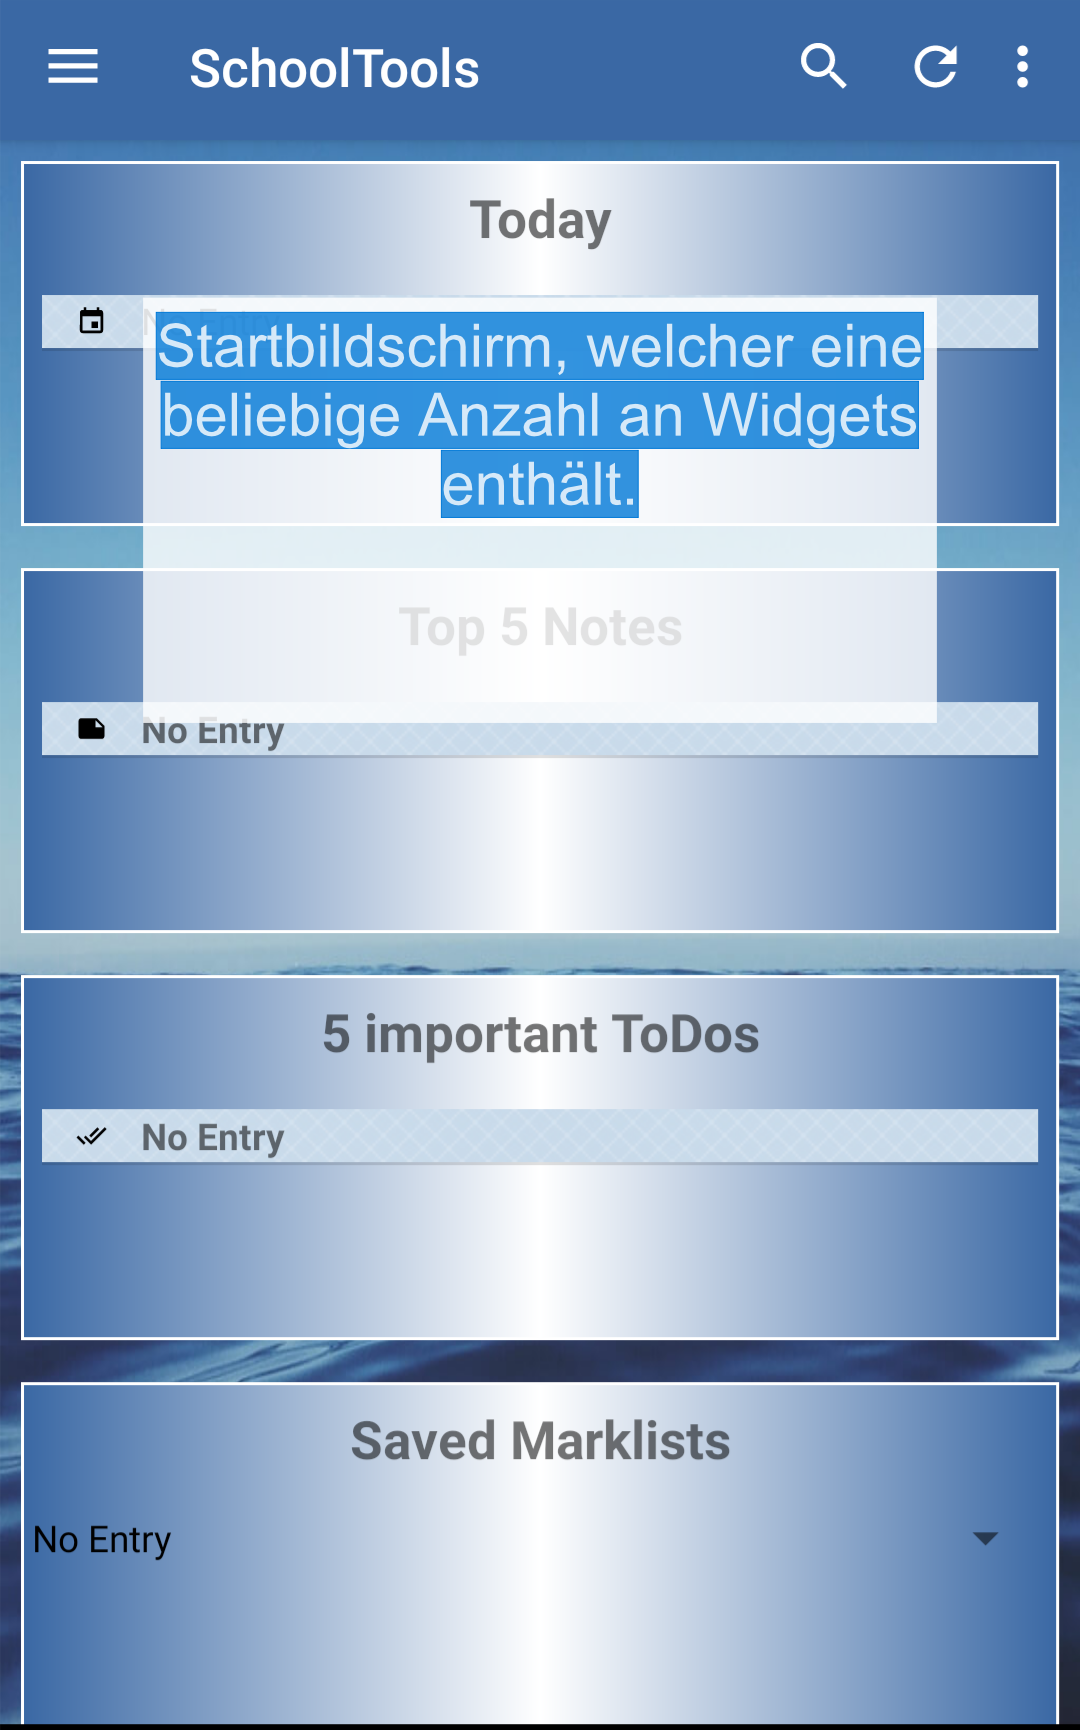 SchoolTools
Today
No Entry
Startbildschirm, welcher eine
beliebige Anzahl an Widgets
enthält.
Top 5 Notes
No Entry
5 important ToDos
No Entry
Saved Marklists
No Entry